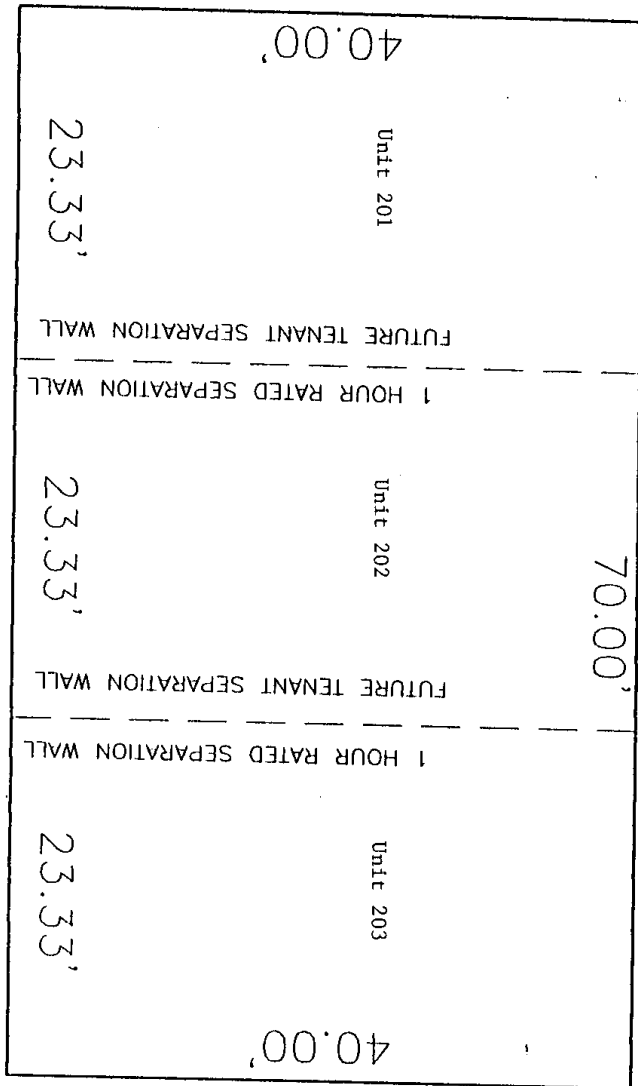 40.00'
Unit 201
23.33'
FUTURE TENANT SEPARATION WALL
1 HOUR RATED SEPARATION WALL
Unit 202
23.33'
70.00'
FUTURE TENANT SEPARATION WALL
1 HOUR RATED SEPARATION WALL
Unit 203
23.33'
40.00'